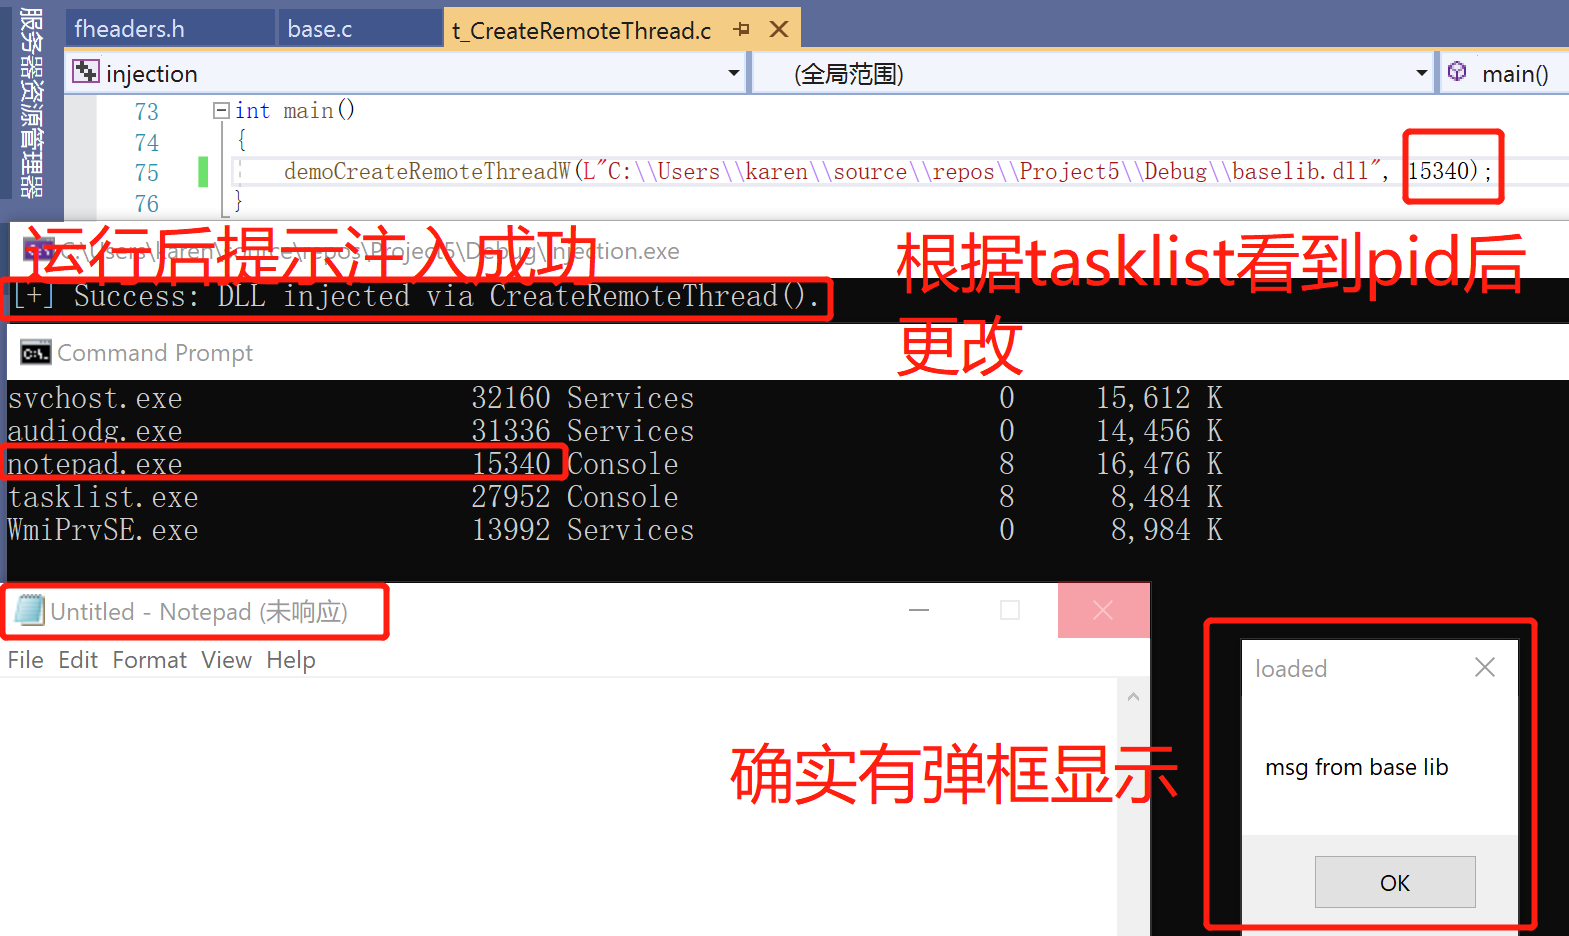 服务器资源管理器
fheaders.h base.c t_CreateRemoteThread.c
injection (全局范围) main()
73 int main()
74 {
75 demoCreateRemoteThreadW(L"C:\\Users\\karen\\source\\repos\\Project5\\Debug\\baselib.dll", 15340);
76 }
运行后提示注入成功
C:\Users\karen\source\repos\Project5\Debug\injection.exe
[+] Success: DLL injected via CreateRemoteThread().
根据tasklist看到pid后
更改
Command Prompt
svchost.exe 32160 Services 0 15,612 K
audiodg.exe 31336 Services 0 14,456 K
notepad.exe 15340 Console 8 16,476 K
tasklist.exe 27952 Console 8 8,484 K
WmiPrvSE.exe 13992 Services 0 8,984 K
Untitled - Notepad (未响应)
File Edit Format View Help
确实有弹框显示
loaded
msg from base lib
OK